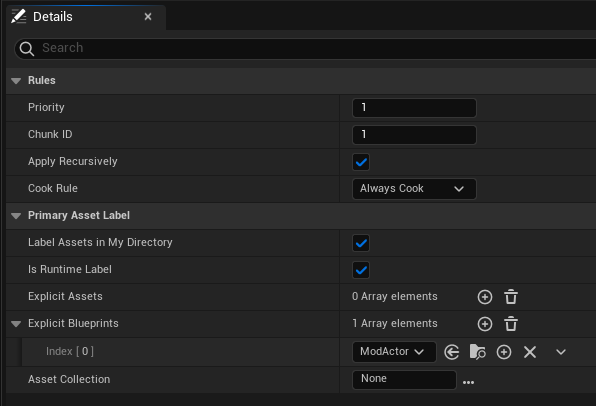 Details
Search
Rules
Priority 1
Chunk ID 1
Apply Recursively
Cook Rule Always Cook
Primary Asset Label
Label Assets in My Directory
Is Runtime Label
Explicit Assets 0 Array elements
Explicit Blueprints 1 Array elements
Index [ 0 ] ModActor
Asset Collection None